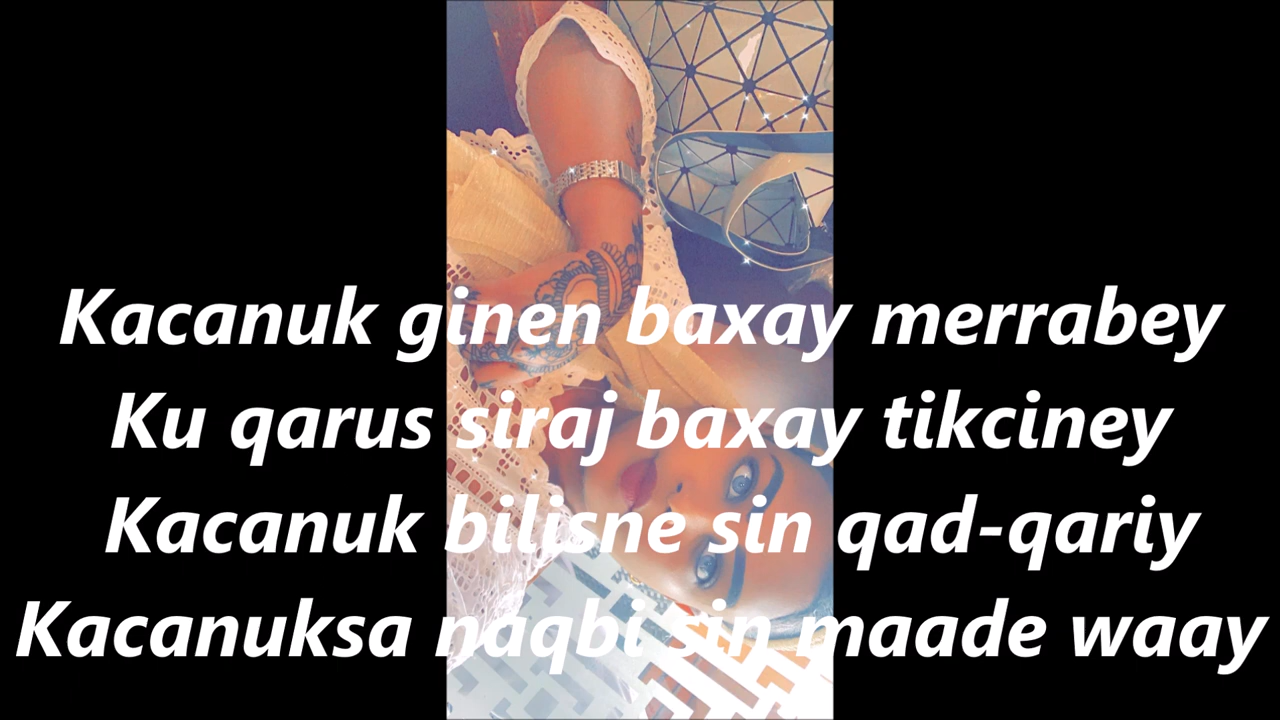 Kacanuk ginen baxay merrabey
Ku qarus siraj baxay tikciney
Kacanuk bilisne sin qad-qariy
Kacanuksa naqbi sin maade waay